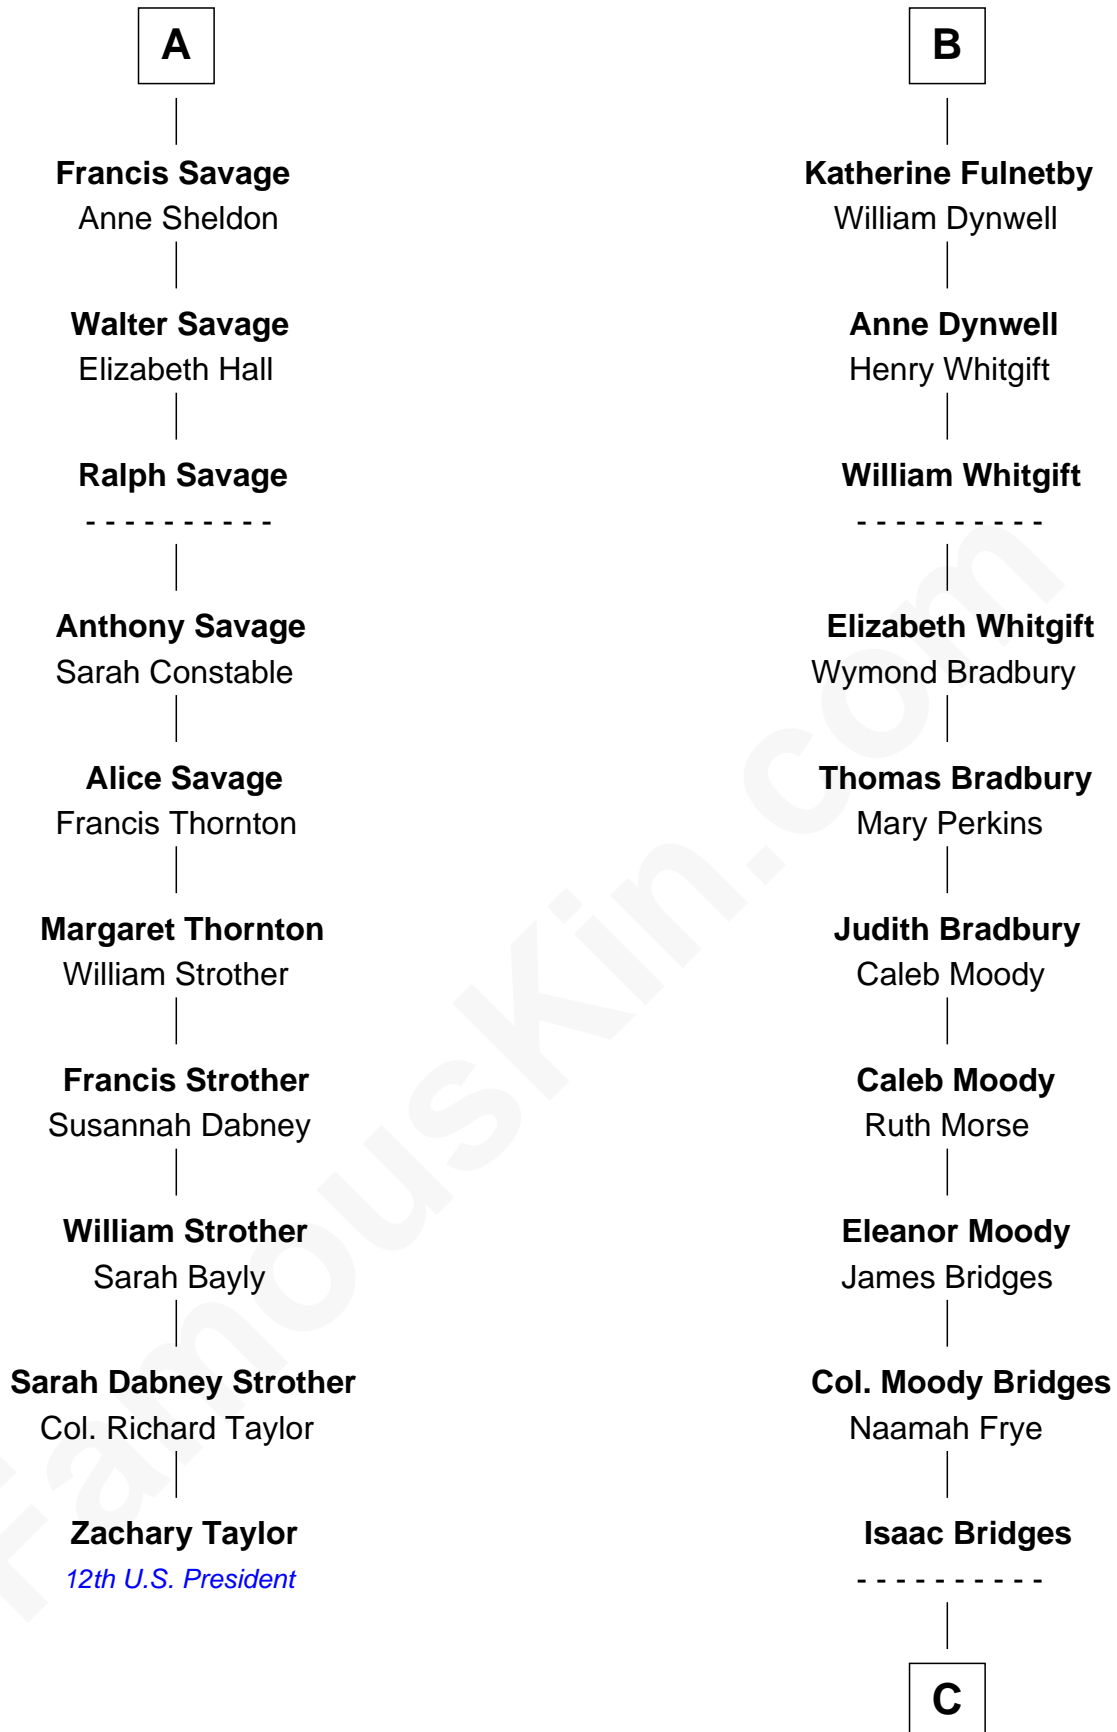 A
Francis Savage
Anne Sheldon
Walter Savage
Elizabeth Hall
Ralph Savage
- - - - - - - - - -
Anthony Savage
Sarah Constable
Alice Savage
Francis Thornton
Margaret Thornton
William Strother
Francis Strother
Susannah Dabney
William Strother
Sarah Bayly
Sarah Dabney Strother
Col. Richard Taylor
Zachary Taylor
12th U.S. President
B
Katherine Fulnetby
William Dynwell
Anne Dynwell
Henry Whitgift
William Whitgift
- - - - - - - - - -
Elizabeth Whitgift
Wymond Bradbury
Thomas Bradbury
Mary Perkins
Judith Bradbury
Caleb Moody
Caleb Moody
Ruth Morse
Eleanor Moody
James Bridges
Col. Moody Bridges
Naamah Frye
Isaac Bridges
- - - - - - - - - -
C
FamousKin.com